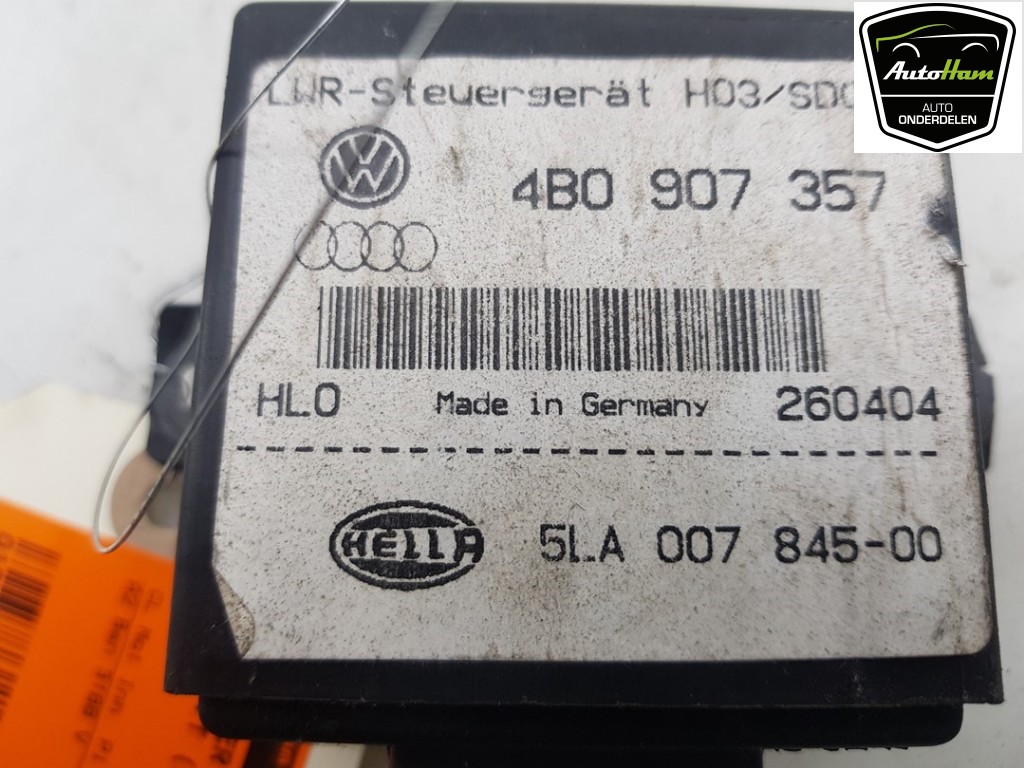 LWR-Steuergerät H03/SD
AutoHam
AUTO
ONDERDELEN
4B0 907 357
HLO Made in Germany 260404
HELLA 5LA 007 845-00